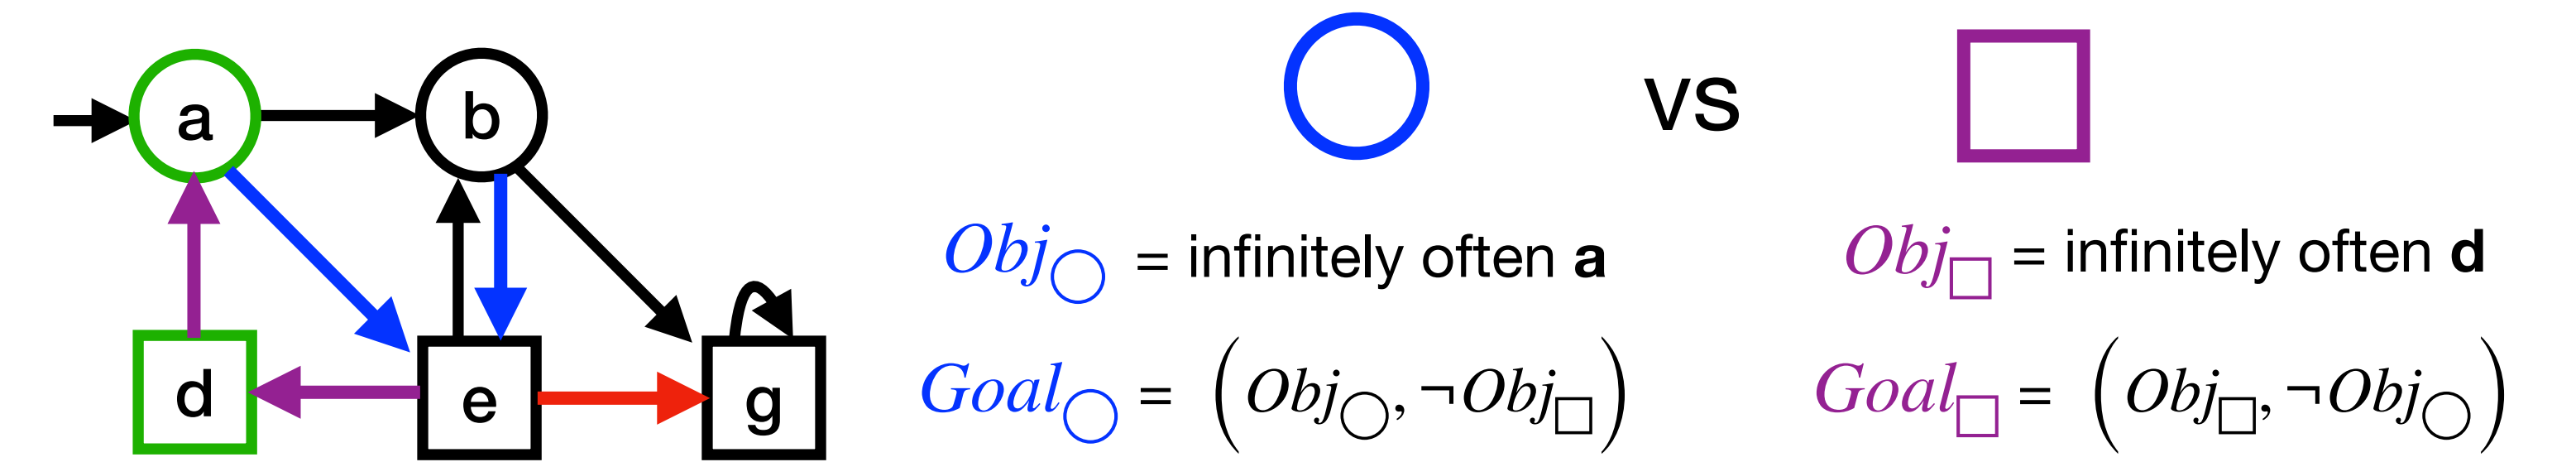 a b vs
d e g
Obj○ = infinitely often a
Obj□ = infinitely often d
Goal○ = (Obj○, ¬Obj□)
Goal□ = (Obj□, ¬Obj○)